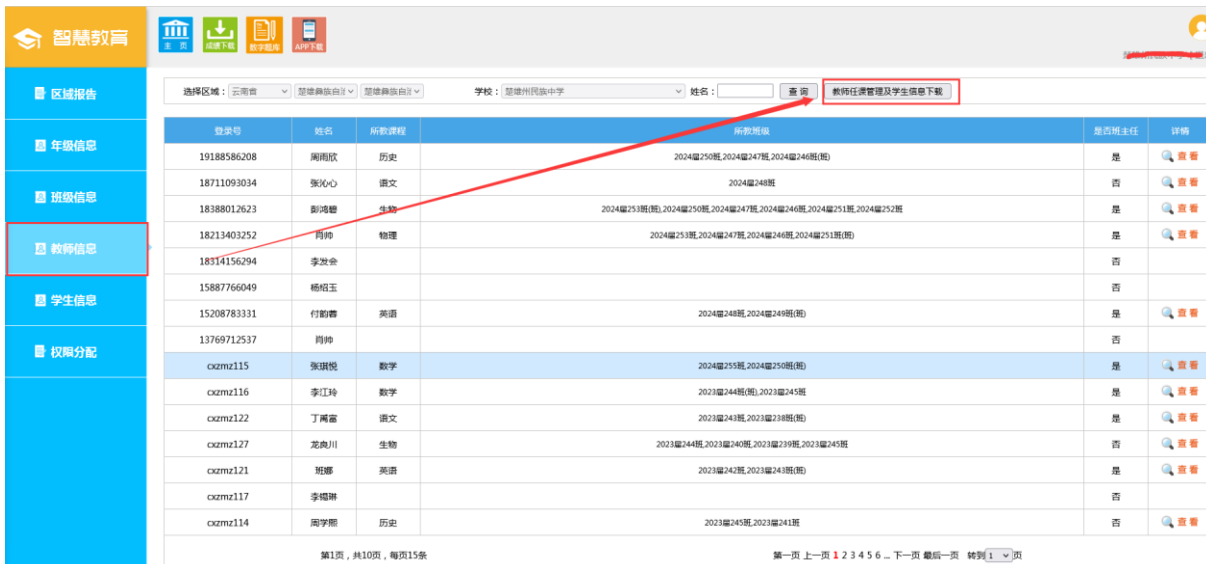 智慧教育
主 页
成绩下载
数字题库
APP下载
区域报告
年级信息
班级信息
教师信息
学生信息
权限分配
选择区域： 云南省 楚雄彝族自治 楚雄彝族自治 学校： 楚雄州民族中学 姓名： 查 询 教师任课管理及学生信息下载
登录号 姓名 所教课程 所教班级 是否班主任 详情
19188586208 周雨欣 历史 2024届250班,2024届247班,2024届246班(班) 是 查 看
18711093034 张沁心 语文 2024届248班 否 查 看
18388012623 彭鸿碧 生物 2024届253班(班),2024届250班,2024届247班,2024届246班,2024届251班,2024届252班 是 查 看
18213403252 肖帅 物理 2024届253班,2024届247班,2024届246班,2024届251班(班) 是 查 看
18314156294 李发会 否
15887766049 杨绍玉 否
15208783331 付韵蓉 英语 2024届248班,2024届249班(班) 是 查 看
13769712537 肖帅 否
cxzmz115 张琪悦 数学 2024届255班,2024届250班(班) 是 查 看
cxzmz116 李江玲 数学 2023届244班(班),2023届245班 是 查 看
cxzmz122 丁甫富 语文 2023届243班,2023届238班(班) 是 查 看
cxzmz127 龙良川 生物 2023届244班,2023届240班,2023届239班,2023届245班 否 查 看
cxzmz121 班娜 英语 2023届242班,2023届243班(班) 是 查 看
cxzmz117 李福琳 否
cxzmz114 周学熙 历史 2023届245班,2023届241班 否 查 看
第1页，共10页，每页15条 第一页 上一页 1 2 3 4 5 6 ... 下一页 最后一页 转到 1 页